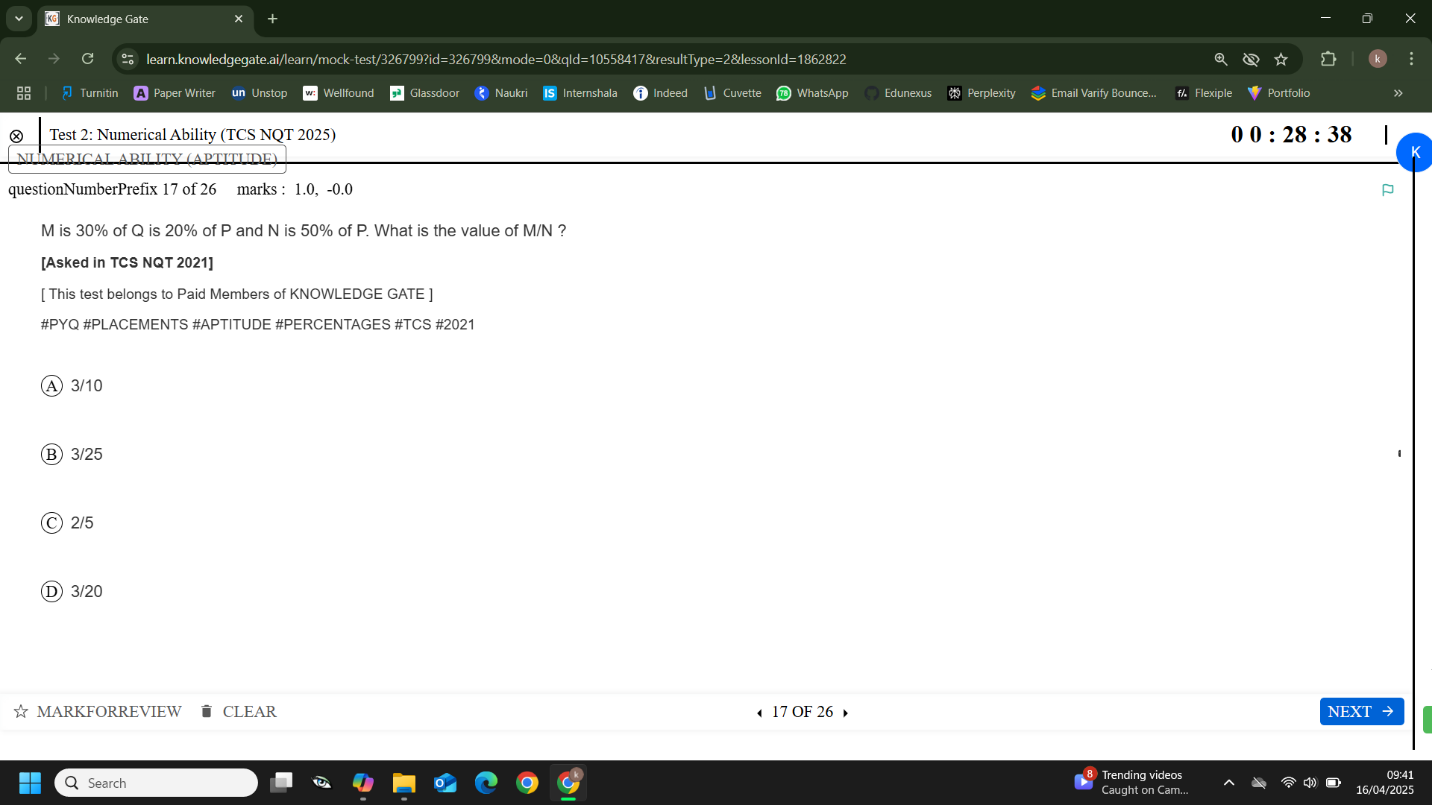 Knowledge Gate
learn.knowledgegate.ai/learn/mock-test/326799?id=326799&mode=0&qId=10558417&resultType=2&lessonId=1862822
k
Turnitin
A Paper Writer
un Unstop
w: Wellfound
Glassdoor
Naukri
IS Internshala
Indeed
Cuvette
WhatsApp
Edunexus
Perplexity
Email Varify Bounce...
f/. Flexiple
Portfolio
»
Test 2: Numerical Ability (TCS NQT 2025)
00:28:38
K
NUMERICAL ABILITY (APTITUDE)
questionNumberPrefix 17 of 26 marks : 1.0, -0.0
M is 30% of Q is 20% of P and N is 50% of P. What is the value of M/N ?
[Asked in TCS NQT 2021]
[ This test belongs to Paid Members of KNOWLEDGE GATE ]
#PYQ #PLACEMENTS #APTITUDE #PERCENTAGES #TCS #2021
A 3/10
B 3/25
C 2/5
D 3/20
MARKFORREVIEW
CLEAR
17 OF 26
NEXT
Search
8
Trending videos
Caught on Cam...
09:41
16/04/2025